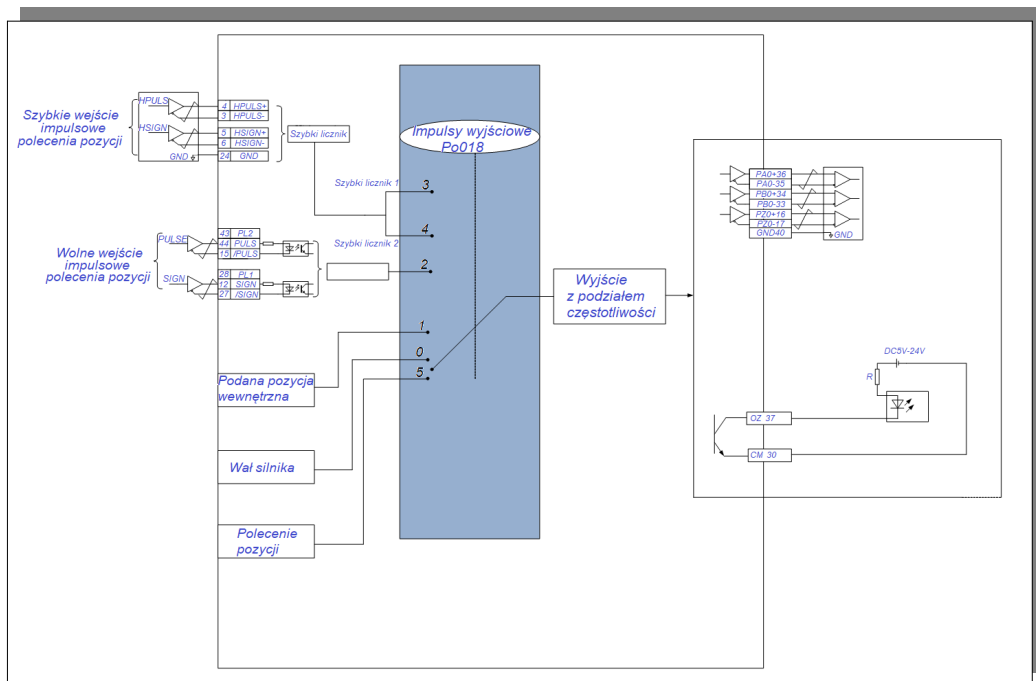 Szybkie wejście
impulsowe
polecenia pozycji
HPULS
HSIGN
GND
4 HPULS+
3 HPULS-
5 HSIGN+
6 HSIGN-
24 GND
Szybki licznik
Wolne wejście
impulsowe
polecenia pozycji
PULSE
SIGN
43 PL2
44 PULS
15 /PULS
28 PL1
12 SIGN
27 /SIGN
Szybki licznik 1
Szybki licznik 2
Impulsy wyjściowe
Po018
3
4
2
1
0
5
Podana pozycja
wewnętrzna
Wał silnika
Polecenie
pozycji
Wyjście
z podziałem
częstotliwości
PA0+36
PA0-35
PB0+34
PB0-33
PZ0+16
PZ0-17
GND40
GND
DC5V-24V
R
OZ 37
CM 30